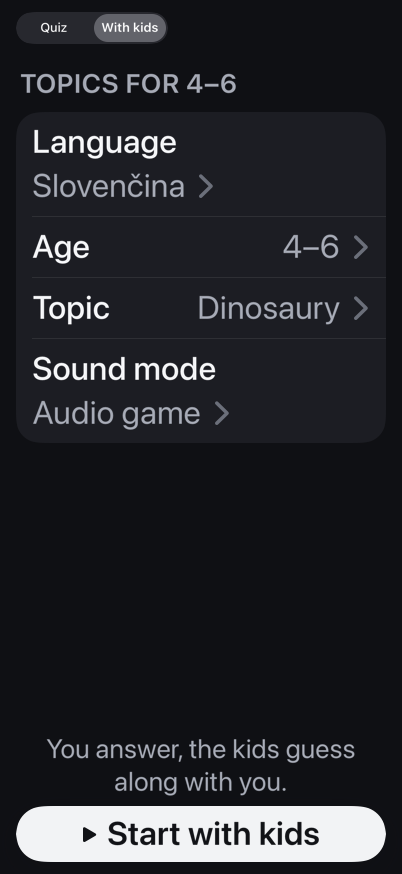 Quiz
With kids
TOPICS FOR 4–6
Language
Slovenčina
Age
4–6
Topic
Dinosaury
Sound mode
Audio game
You answer, the kids guess
along with you.
Start with kids